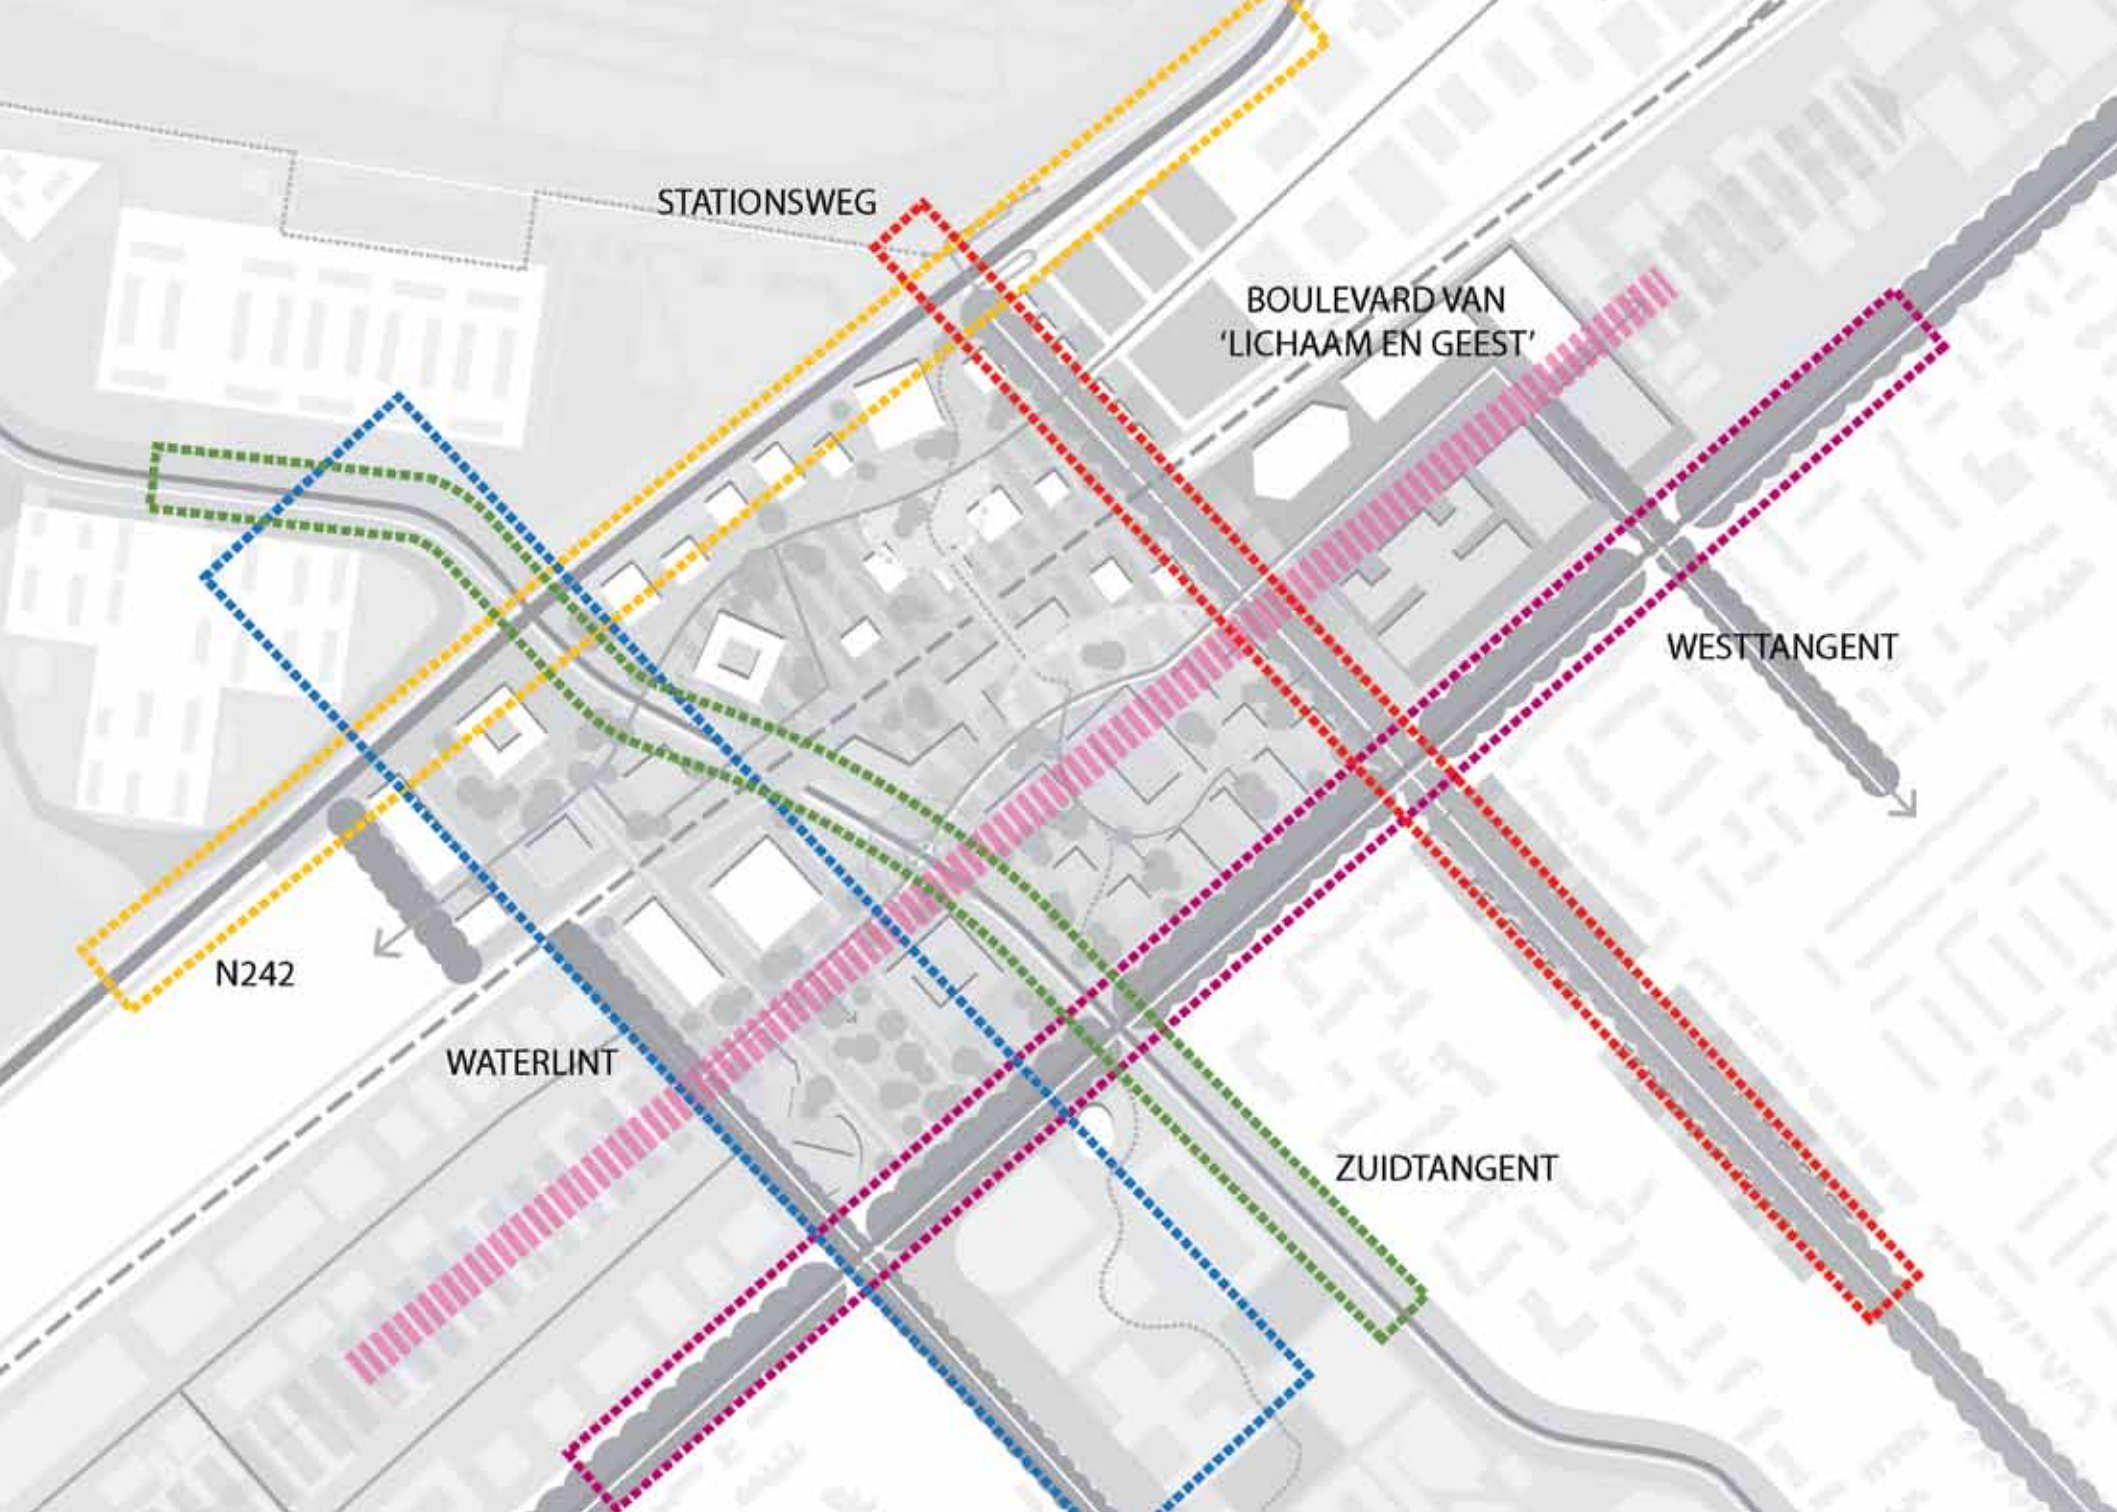 STATIONSWEG
BOULEVARD VAN
‘LICHAAM EN GEEST’
WESTTANGENT
N242
WATERLINT
ZUIDTANGENT